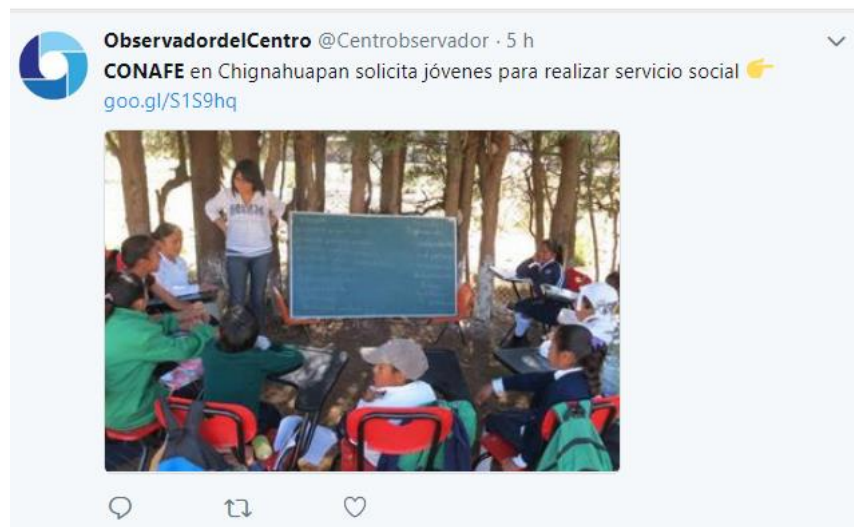 ObservadordelCentro @Centrobservador · 5 h
CONAFE en Chignahuapan solicita jóvenes para realizar servicio social 👉
goo.gl/S1S9hq